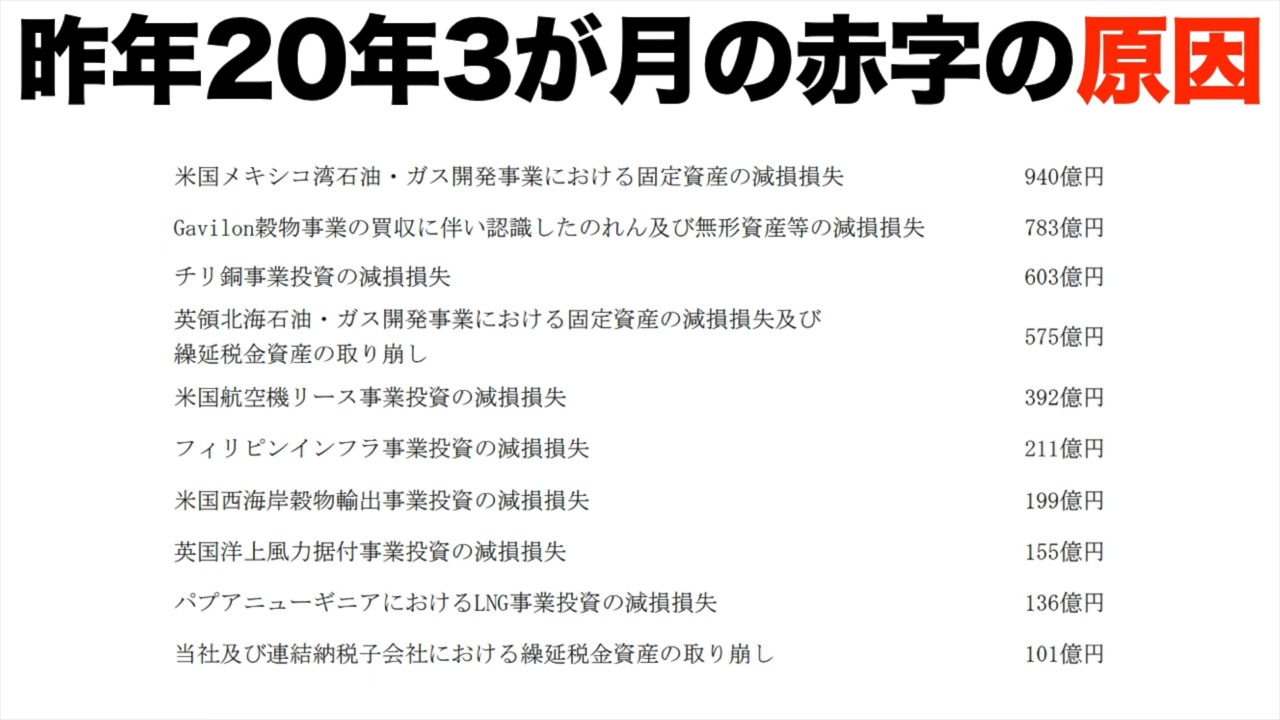 昨年20年3が月の赤字の原因
米国メキシコ湾石油・ガス開発事業における固定資産の減損損失 940億円
Gavilon穀物事業の買収に伴い認識したのれん及び無形資産等の減損損失 783億円
チリ銅事業投資の減損損失 603億円
英領北海石油・ガス開発事業における固定資産の減損損失及び
繰延税金資産の取り崩し 575億円
米国航空機リース事業投資の減損損失 392億円
フィリピンインフラ事業投資の減損損失 211億円
米国西海岸穀物輸出事業投資の減損損失 199億円
英国洋上風力据付事業投資の減損損失 155億円
パプアニューギニアにおけるLNG事業投資の減損損失 136億円
当社及び連結納税子会社における繰延税金資産の取り崩し 101億円